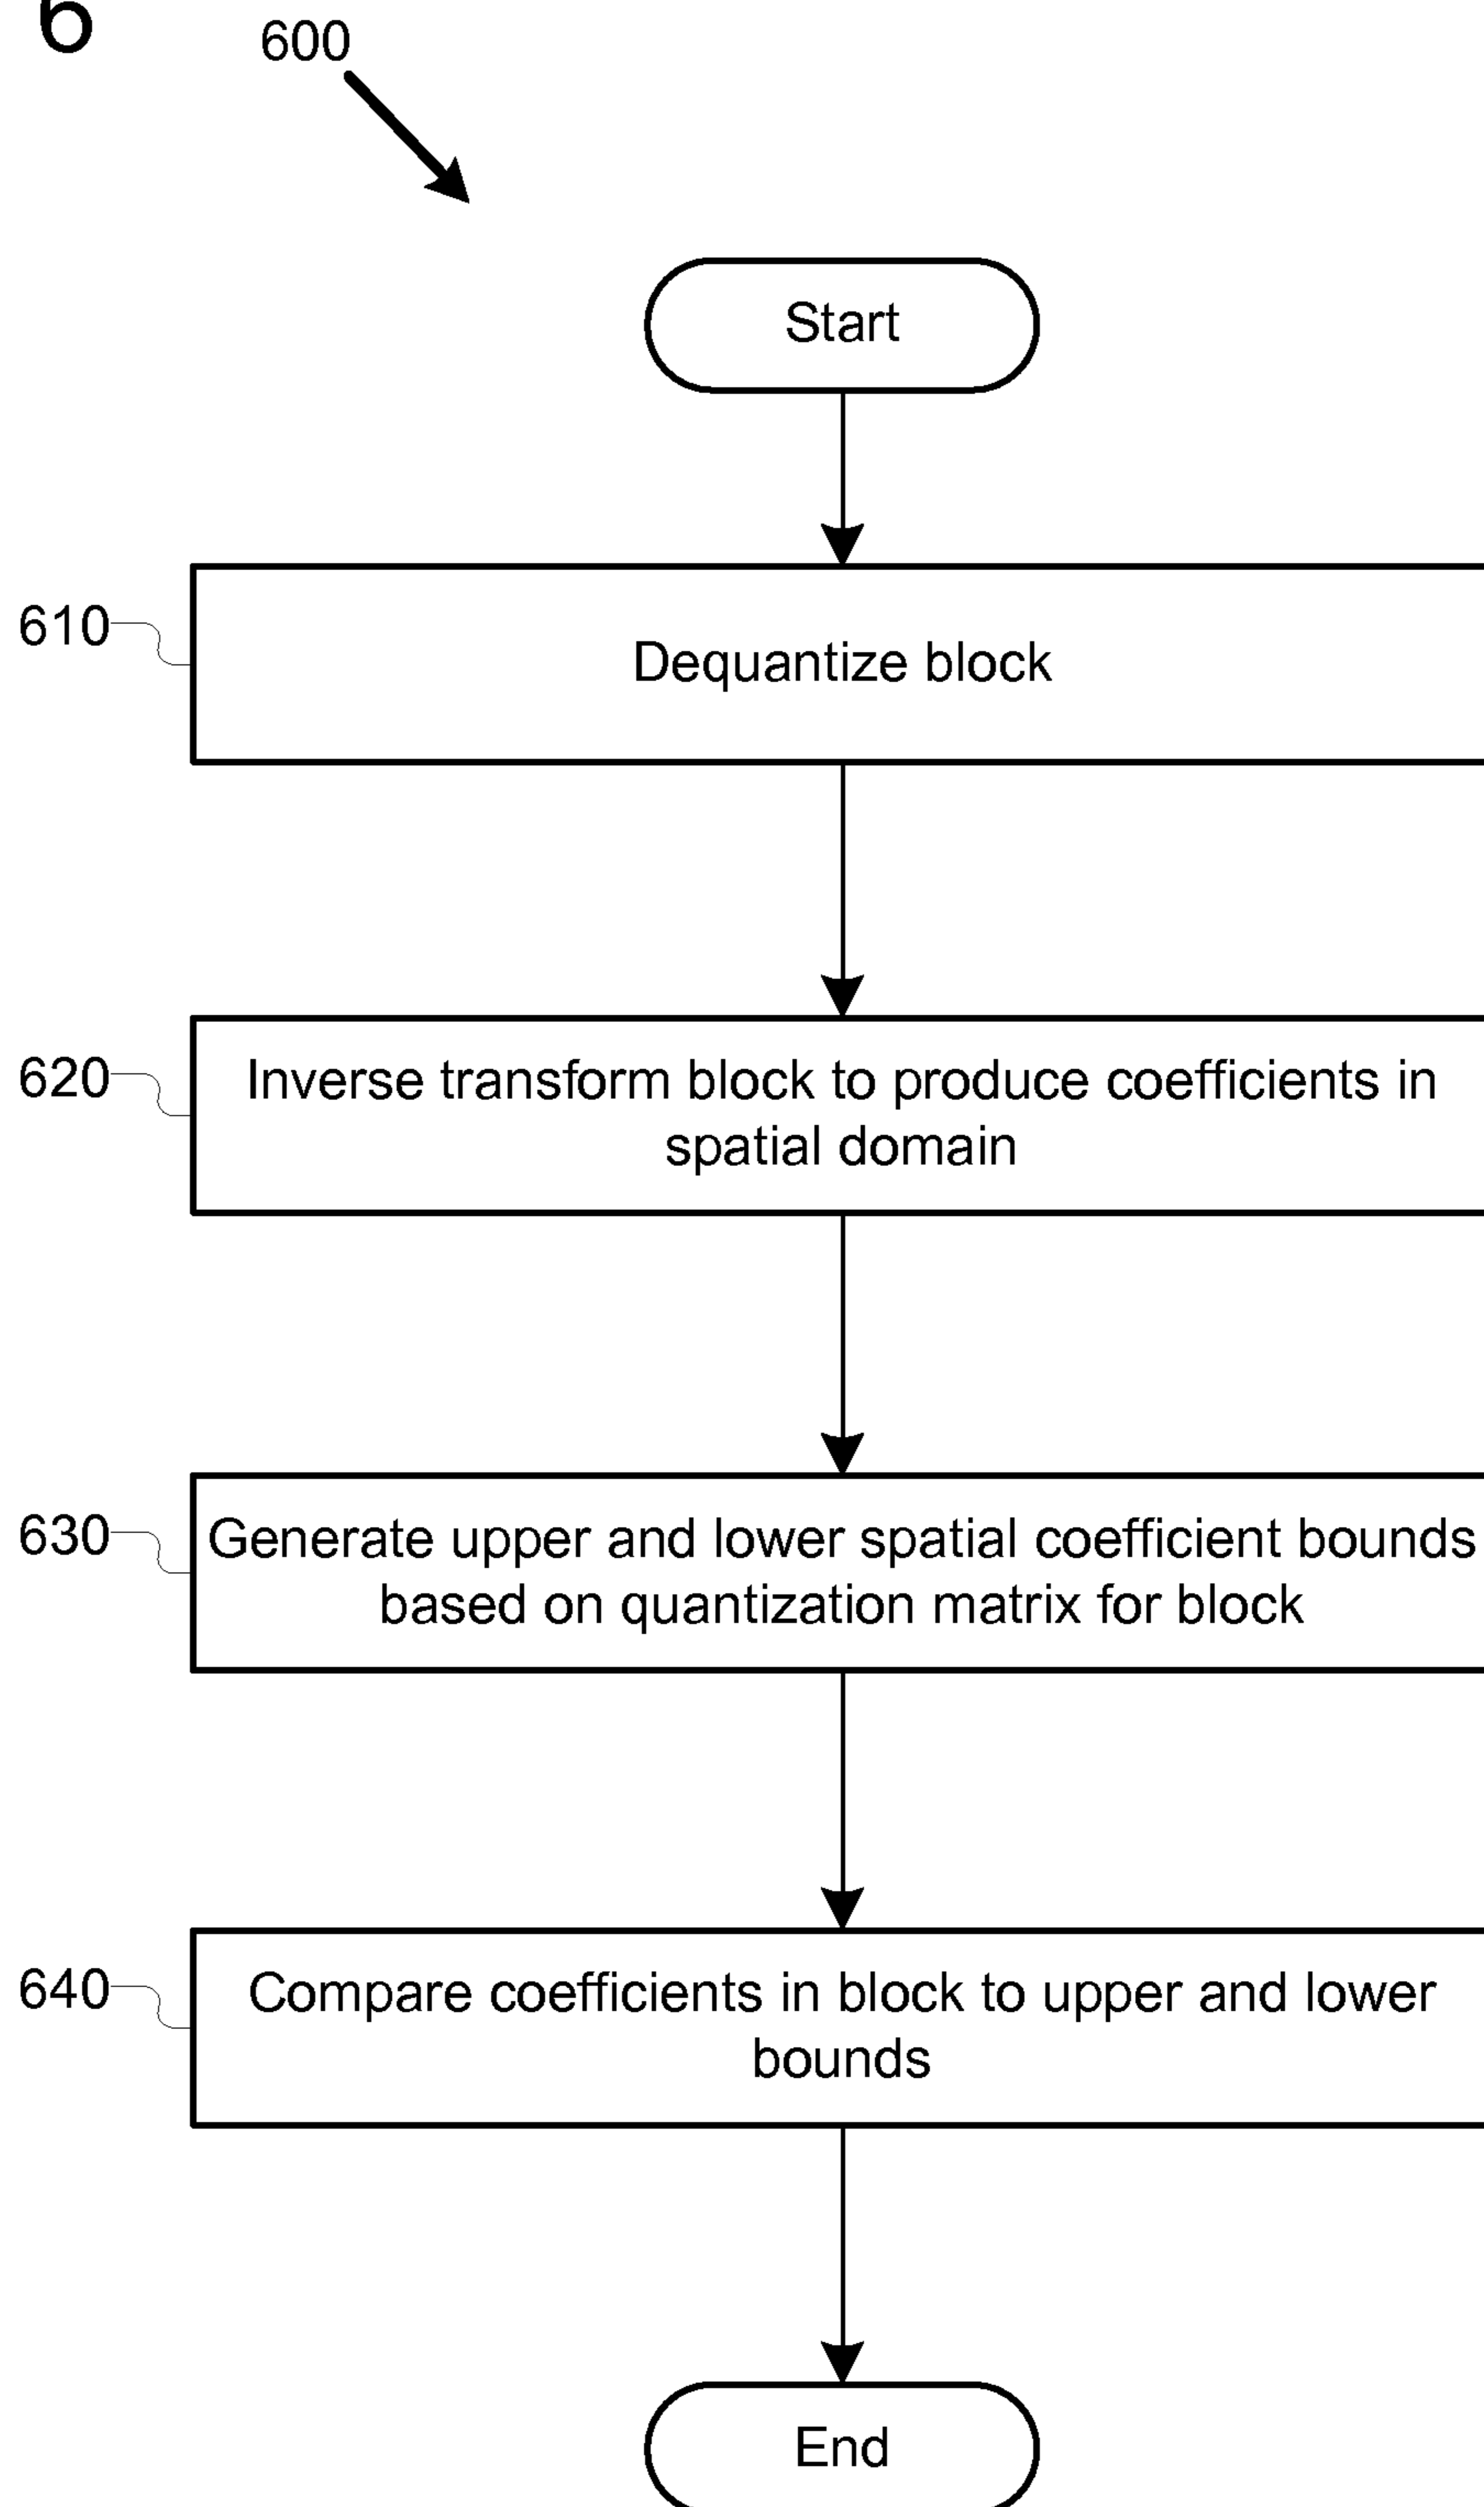 6
600
Start
610
Dequantize block
620
Inverse transform block to produce coefficients in
spatial domain
630
Generate upper and lower spatial coefficient bounds
based on quantization matrix for block
640
Compare coefficients in block to upper and lower
bounds
End